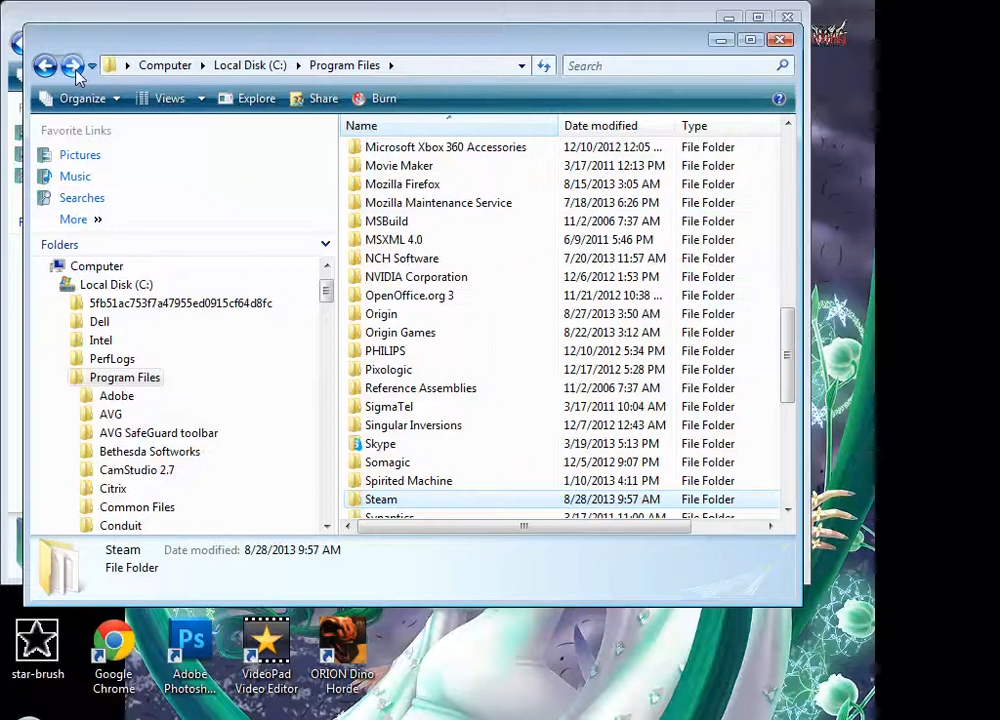 Computer Local Disk (C:) Program Files Search
Organize Views Explore Share Burn
Favorite Links
Pictures
Music
Searches
More »
Folders
Computer
Local Disk (C:)
5fb51ac753f7a47955ed0915cf64d8fc
Dell
Intel
PerfLogs
Program Files
Adobe
AVG
AVG SafeGuard toolbar
Bethesda Softworks
CamStudio 2.7
Citrix
Common Files
Conduit
Name Date modified Type
Microsoft Xbox 360 Accessories 12/10/2012 12:05 ... File Folder
Movie Maker 3/17/2011 12:13 PM File Folder
Mozilla Firefox 8/15/2013 3:05 AM File Folder
Mozilla Maintenance Service 7/18/2013 6:26 PM File Folder
MSBuild 11/2/2006 7:37 AM File Folder
MSXML 4.0 6/9/2011 5:46 PM File Folder
NCH Software 7/20/2013 11:57 AM File Folder
NVIDIA Corporation 12/6/2012 1:53 PM File Folder
OpenOffice.org 3 11/21/2012 10:38 ... File Folder
Origin 8/27/2013 3:50 AM File Folder
Origin Games 8/22/2013 3:12 AM File Folder
PHILIPS 12/10/2012 5:34 PM File Folder
Pixologic 12/17/2012 5:28 PM File Folder
Reference Assemblies 11/2/2006 7:37 AM File Folder
SigmaTel 3/17/2011 10:04 AM File Folder
Singular Inversions 12/7/2012 12:43 AM File Folder
Skype 3/19/2013 5:13 PM File Folder
Somagic 12/5/2012 9:07 PM File Folder
Spirited Machine 1/10/2013 4:11 PM File Folder
Steam 8/28/2013 9:57 AM File Folder
Synaptics 3/17/2011 11:00 AM File Folder
Steam Date modified: 8/28/2013 9:57 AM
File Folder
star-brush
Google Chrome
Ps
Adobe Photosh...
VideoPad Video Editor
ORION Dino Horde